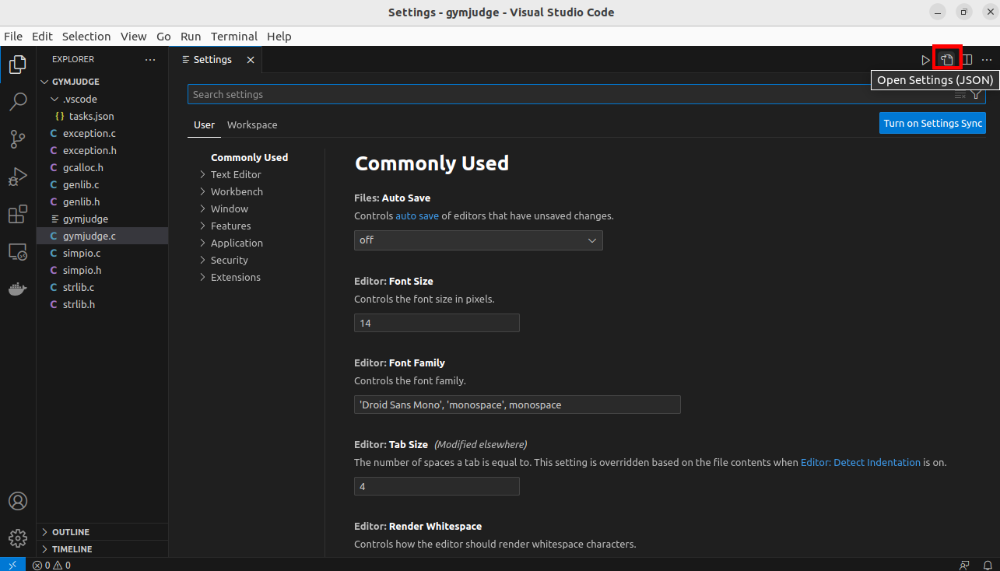 Settings - gymjudge - Visual Studio Code
File Edit Selection View Go Run Terminal Help
EXPLORER
GYMJUDGE
.vscode
{} tasks.json
C exception.c
C exception.h
C gcalloc.h
C genlib.c
C genlib.h
gymjudge
C gymjudge.c
C simpio.c
C simpio.h
C strlib.c
C strlib.h
OUTLINE
TIMELINE
Settings
Open Settings (JSON)
Search settings
User Workspace
Turn on Settings Sync
Commonly Used
Text Editor
Workbench
Window
Features
Application
Security
Extensions
Commonly Used
Files: Auto Save
Controls auto save of editors that have unsaved changes.
off
Editor: Font Size
Controls the font size in pixels.
14
Editor: Font Family
Controls the font family.
'Droid Sans Mono', 'monospace', monospace
Editor: Tab Size (Modified elsewhere)
The number of spaces a tab is equal to. This setting is overridden based on the file contents when Editor: Detect Indentation is on.
4
Editor: Render Whitespace
Controls how the editor should render whitespace characters.
0 0